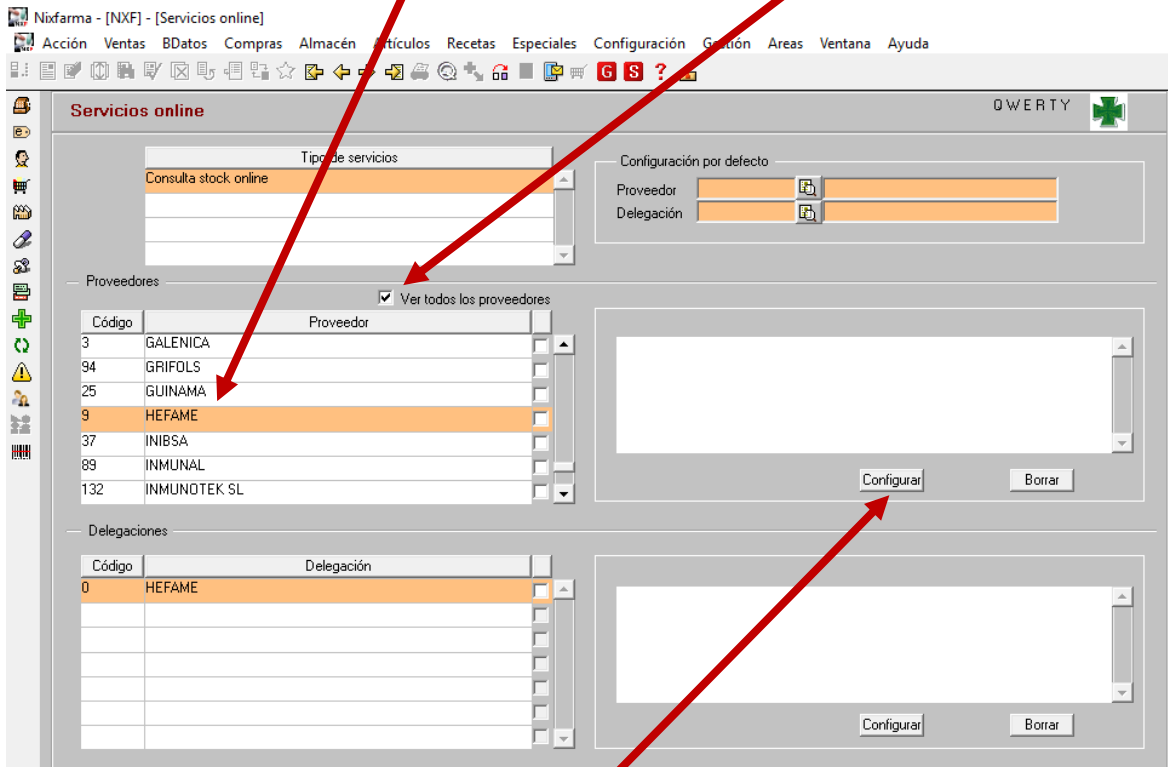 Nixfarma - [NXF] - [Servicios online]
Acción Ventas BDatos Compras Almacén Artículos Recetas Especiales Configuración Gestión Areas Ventana Ayuda
G S ?
Servicios online
QWERTY
Tipo de servicios
Consulta stock online
Configuración por defecto
Proveedor
Delegación
Proveedores
Ver todos los proveedores
Código Proveedor
3 GALENICA
94 GRIFOLS
25 GUINAMA
9 HEFAME
37 INIBSA
89 INMUNAL
132 INMUNOTEK SL
Configurar Borrar
Delegaciones
Código Delegación
0 HEFAME
Configurar Borrar